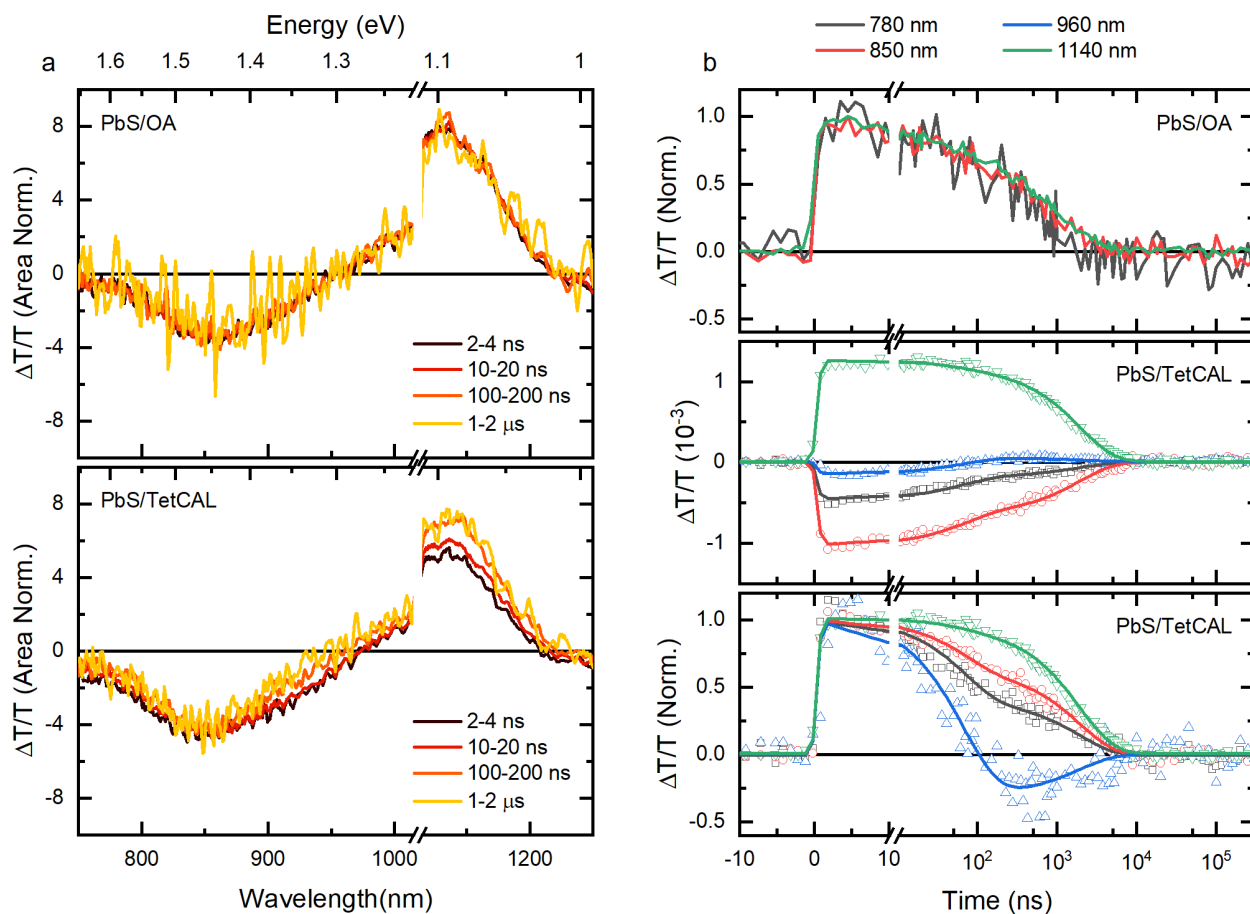 Energy (eV)
a
1.6 1.5 1.4 1.3 1.1 1
PbS/OA
8
4
0
-4
-8
ΔT/T (Area Norm.)
2-4 ns
10-20 ns
100-200 ns
1-2 μs
PbS/TetCAL
8
4
0
-4
-8
ΔT/T (Area Norm.)
2-4 ns
10-20 ns
100-200 ns
1-2 μs
800 900 1000 1200
Wavelength(nm)
780 nm 960 nm
850 nm 1140 nm
b
PbS/OA
1.0
0.5
0.0
-0.5
ΔT/T (Norm.)
PbS/TetCAL
1
0
-1
ΔT/T (10⁻³)
PbS/TetCAL
1.0
0.5
0.0
-0.5
ΔT/T (Norm.)
-10 0 10 10² 10³ 10⁴ 10⁵
Time (ns)